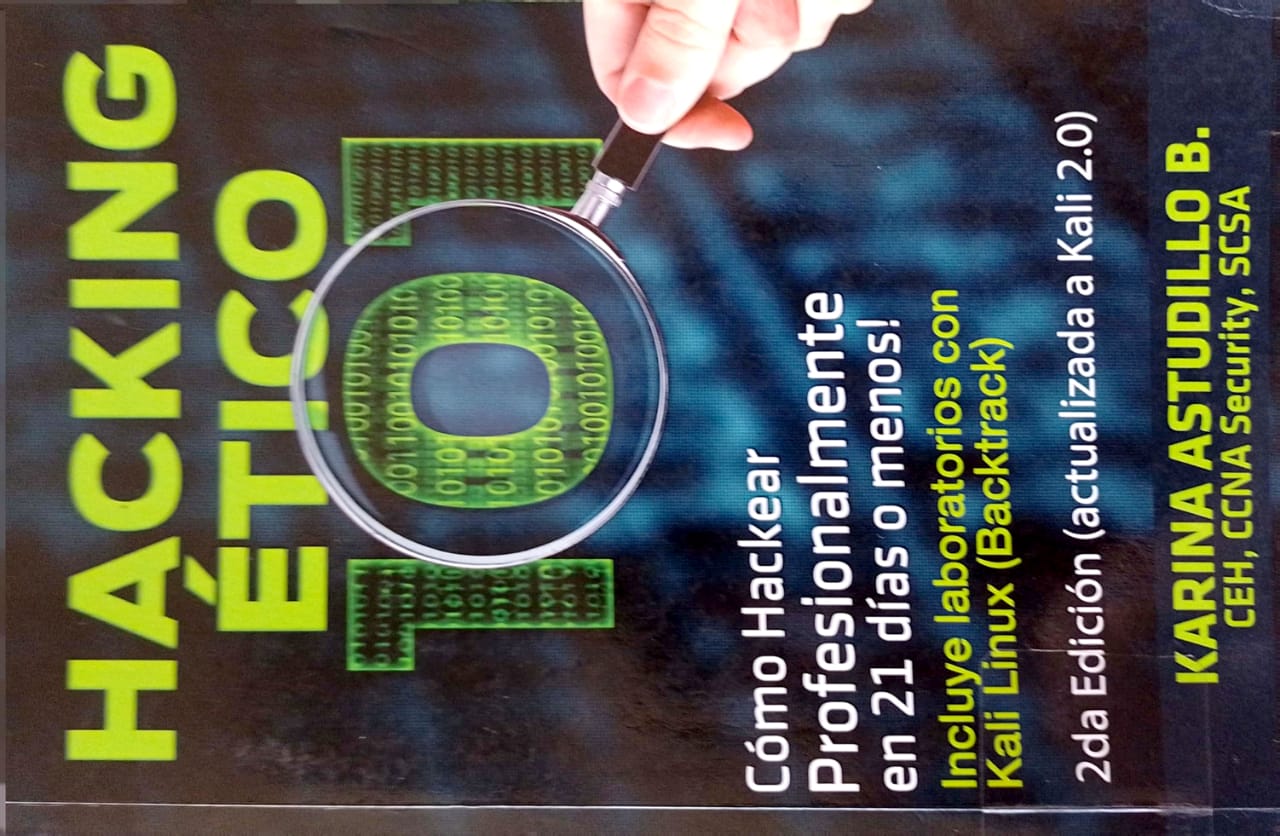 HACKING
ÉTICO
101
Cómo Hackear
Profesionalmente
en 21 días o menos!
Incluye laboratorios con
Kali Linux (Backtrack)
2da Edición (actualizada a Kali 2.0)
KARINA ASTUDILLO B.
CEH, CCNA Security, SCSA